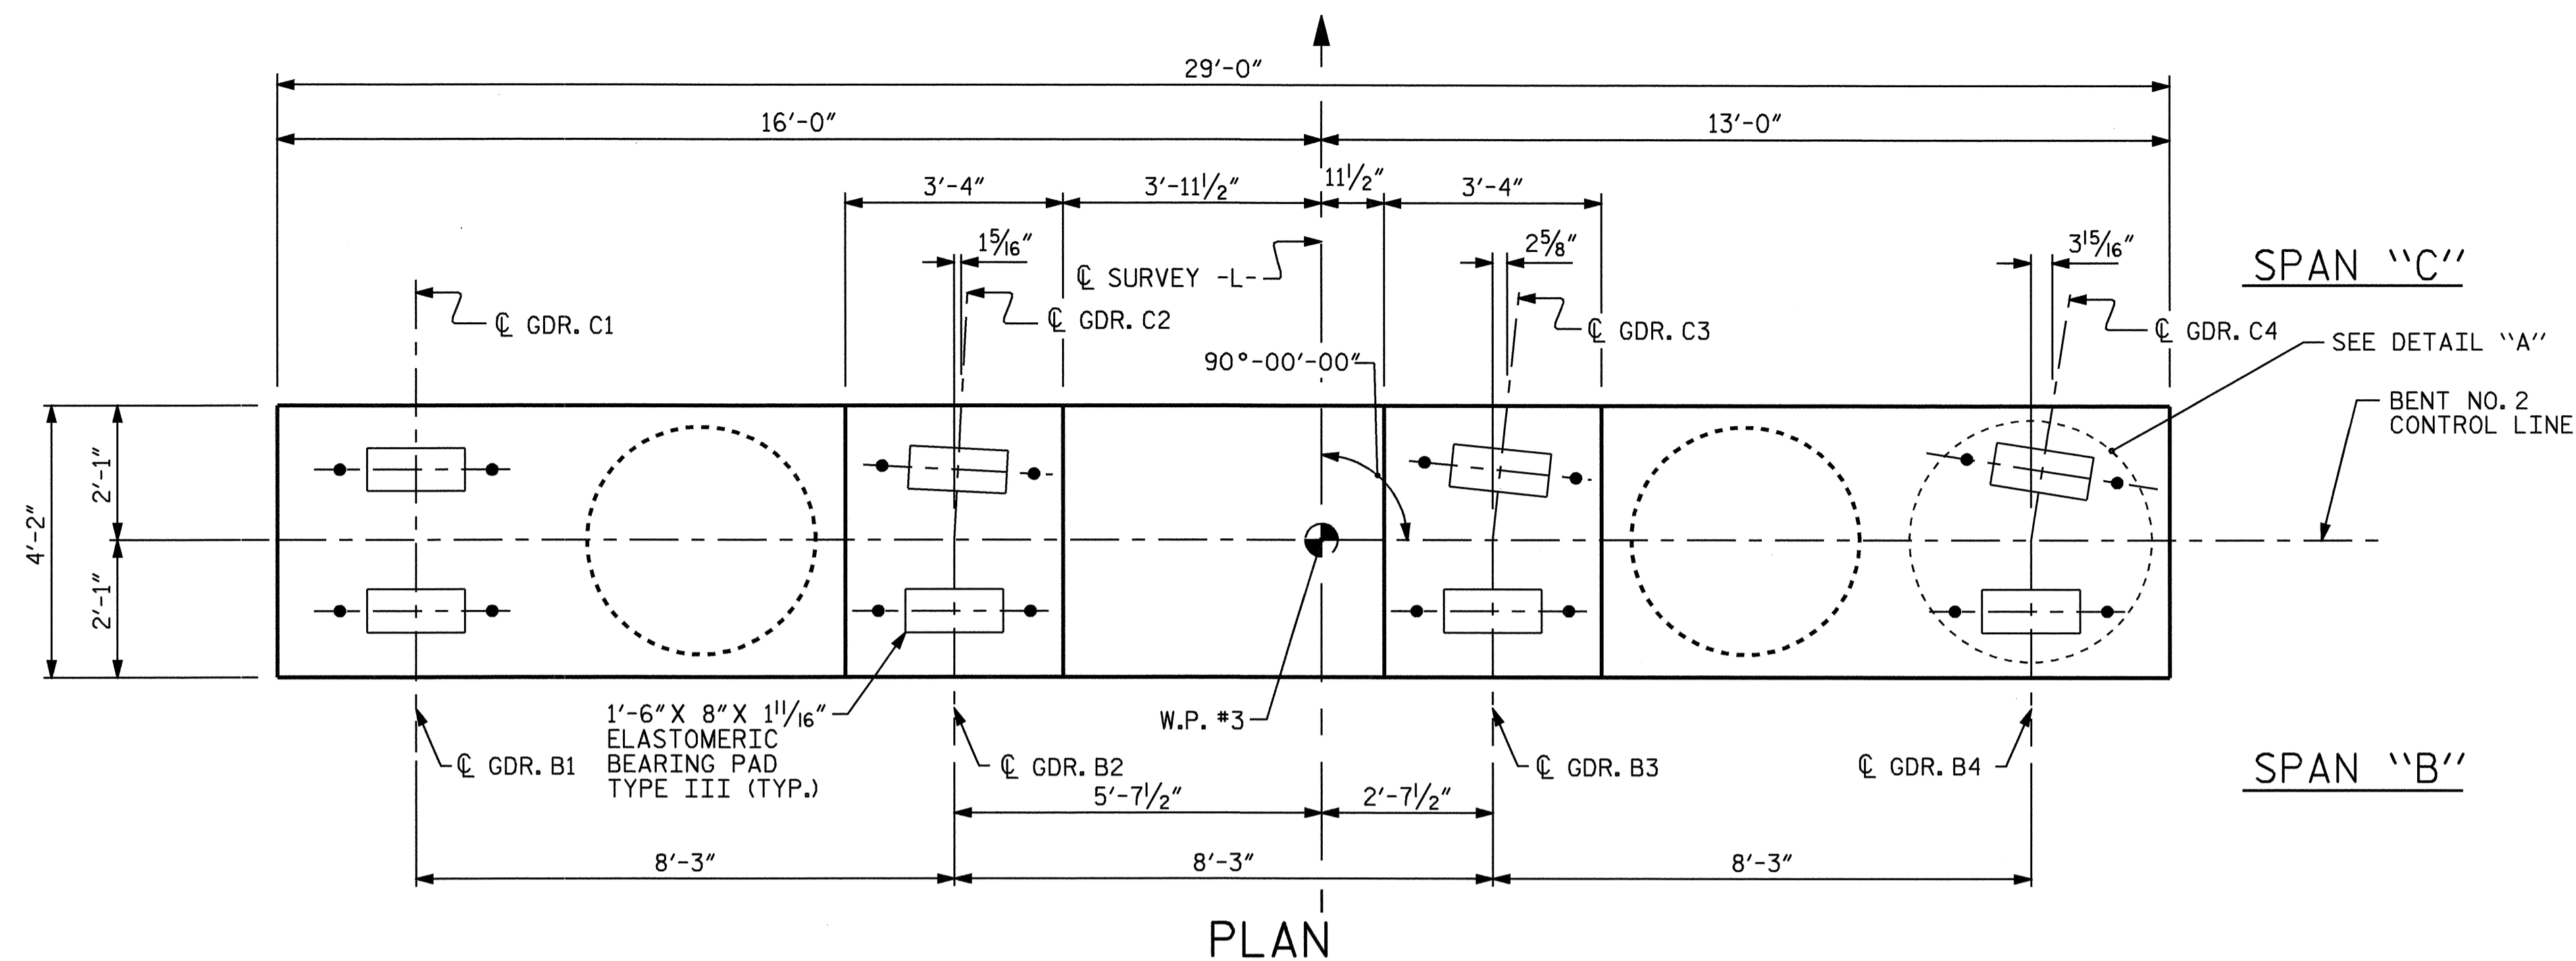 29'-0"
16'-0"
13'-0"
3'-4"
3'-11 1/2"
11 1/2"
3'-4"
1 5/16"
2 5/8"
3 15/16"
℄ SURVEY -L-
SPAN "C"
℄ GDR. C1
℄ GDR. C2
℄ GDR. C3
℄ GDR. C4
SEE DETAIL "A"
90°-00'-00"
BENT NO. 2
CONTROL LINE
4'-2"
2'-1"
2'-1"
1'-6" X 8" X 1 11/16"
ELASTOMERIC
BEARING PAD
TYPE III (TYP.)
W.P. #3
℄ GDR. B1
℄ GDR. B2
℄ GDR. B3
℄ GDR. B4
SPAN "B"
5'-7 1/2"
2'-7 1/2"
8'-3"
8'-3"
8'-3"
PLAN